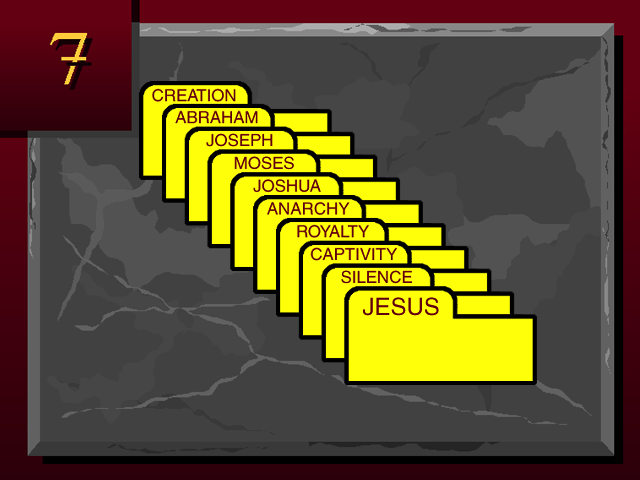 7
CREATION
ABRAHAM
JOSEPH
MOSES
JOSHUA
ANARCHY
ROYALTY
CAPTIVITY
SILENCE
JESUS